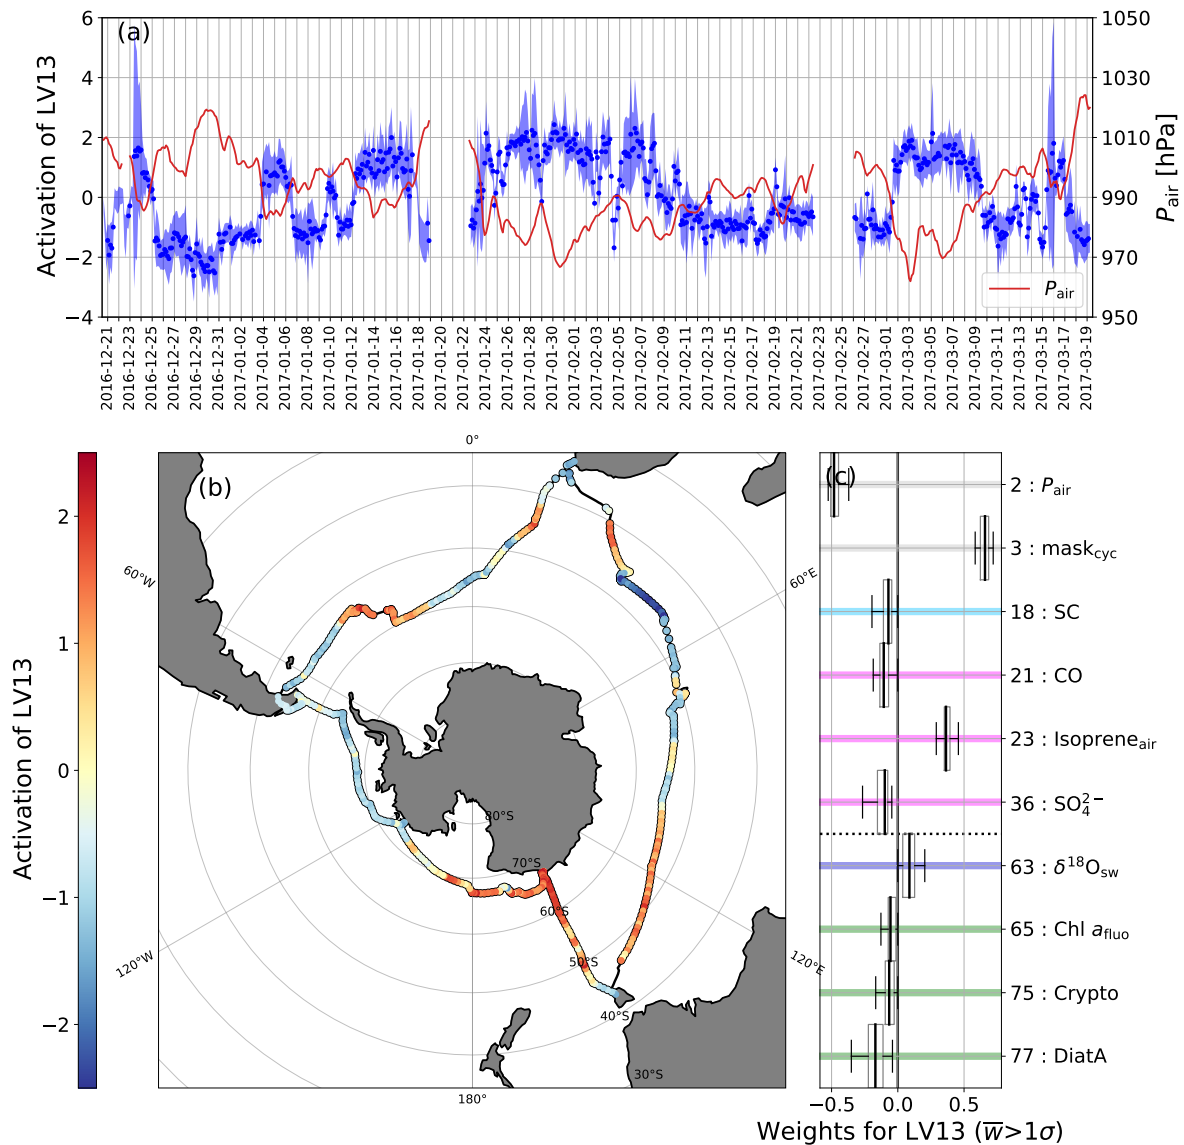 (a)
Activation of LV13
6
4
2
0
−2
−4
1050
1030
1010
990
970
950
P_air [hPa]
P_air
2016-12-21
2016-12-23
2016-12-25
2016-12-27
2016-12-29
2016-12-31
2017-01-02
2017-01-04
2017-01-06
2017-01-08
2017-01-10
2017-01-12
2017-01-14
2017-01-16
2017-01-18
2017-01-20
2017-01-22
2017-01-24
2017-01-26
2017-01-28
2017-01-30
2017-02-01
2017-02-03
2017-02-05
2017-02-07
2017-02-09
2017-02-11
2017-02-13
2017-02-15
2017-02-17
2017-02-19
2017-02-21
2017-02-23
2017-02-25
2017-02-27
2017-03-01
2017-03-03
2017-03-05
2017-03-07
2017-03-09
2017-03-11
2017-03-13
2017-03-15
2017-03-17
2017-03-19
Activation of LV13
2
1
0
−1
−2
(b)
0°
60°W
60°E
120°W
120°E
180°
80°S
70°S
60°S
50°S
40°S
30°S
(c)
2 : P_air
3 : mask_cyc
18 : SC
21 : CO
23 : Isoprene_air
36 : SO₄²⁻
63 : δ¹⁸O_sw
65 : Chl a_fluo
75 : Crypto
77 : DiatA
−0.5
0.0
0.5
Weights for LV13 (w̅>1σ)